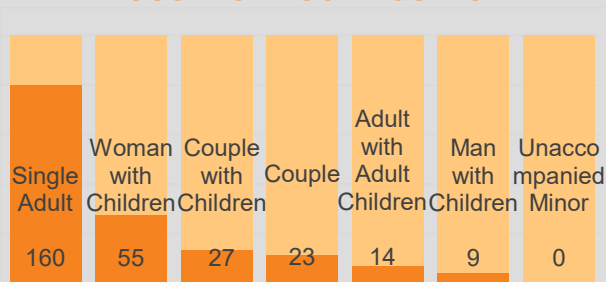 Single
Adult
160
Woman
with
Children
55
Couple
with
Children
27
Couple
23
Adult
with
Adult
Children
14
Man
with
Children
9
Unacco
mpanied
Minor
0